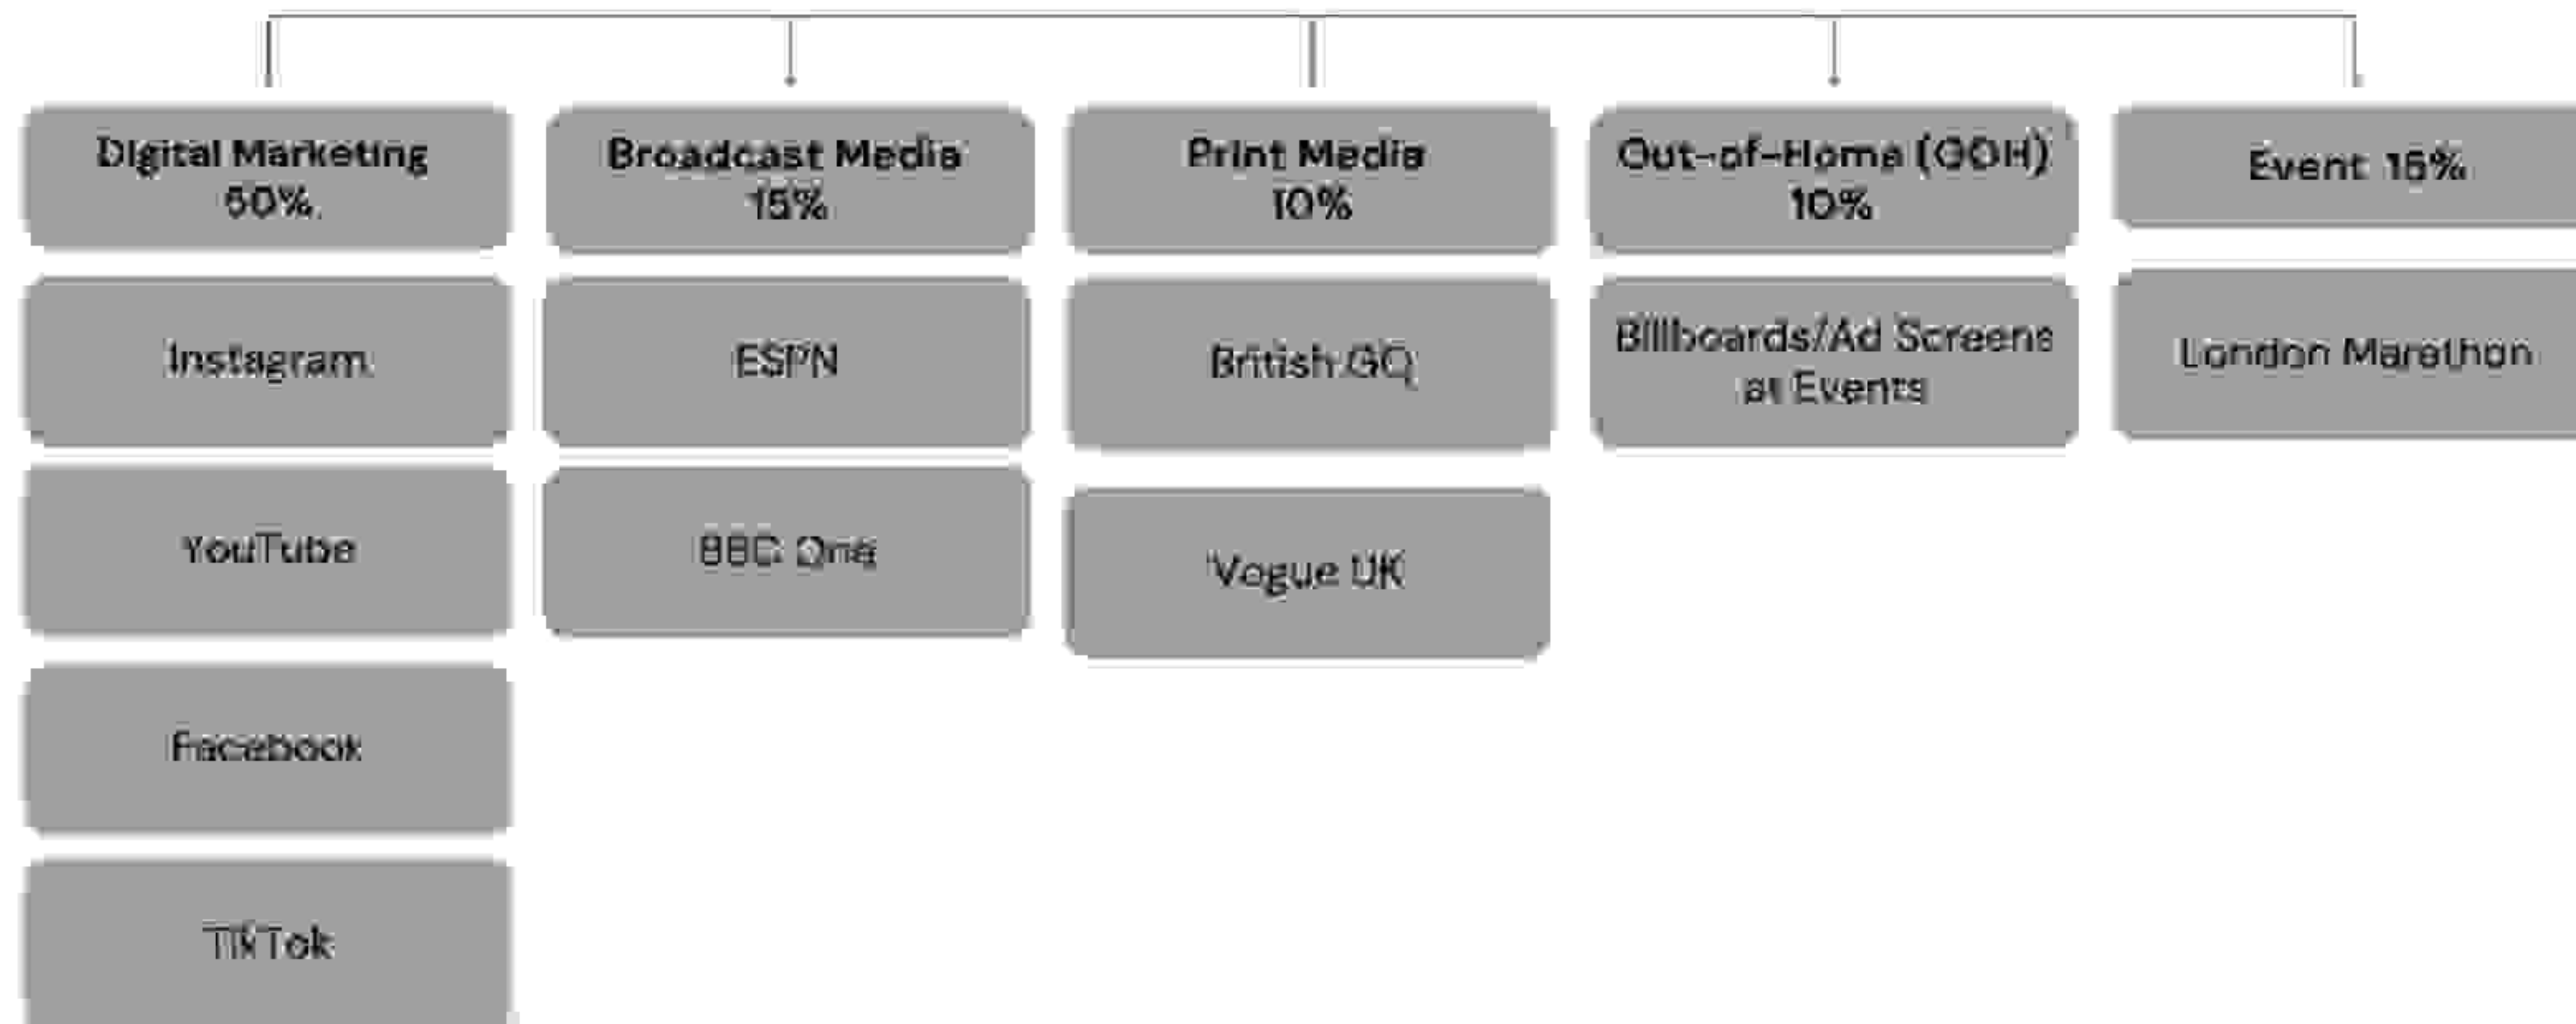 Digital Marketing
50%
Broadcast Media
15%
Print Media
10%
Out-of-Home (OOH)
10%
Event 15%
Instagram
ESPN
British GQ
Billboards/Ad Screens
at Events
London Marathon
YouTube
BBC One
Vogue UK
Facebook
TikTok